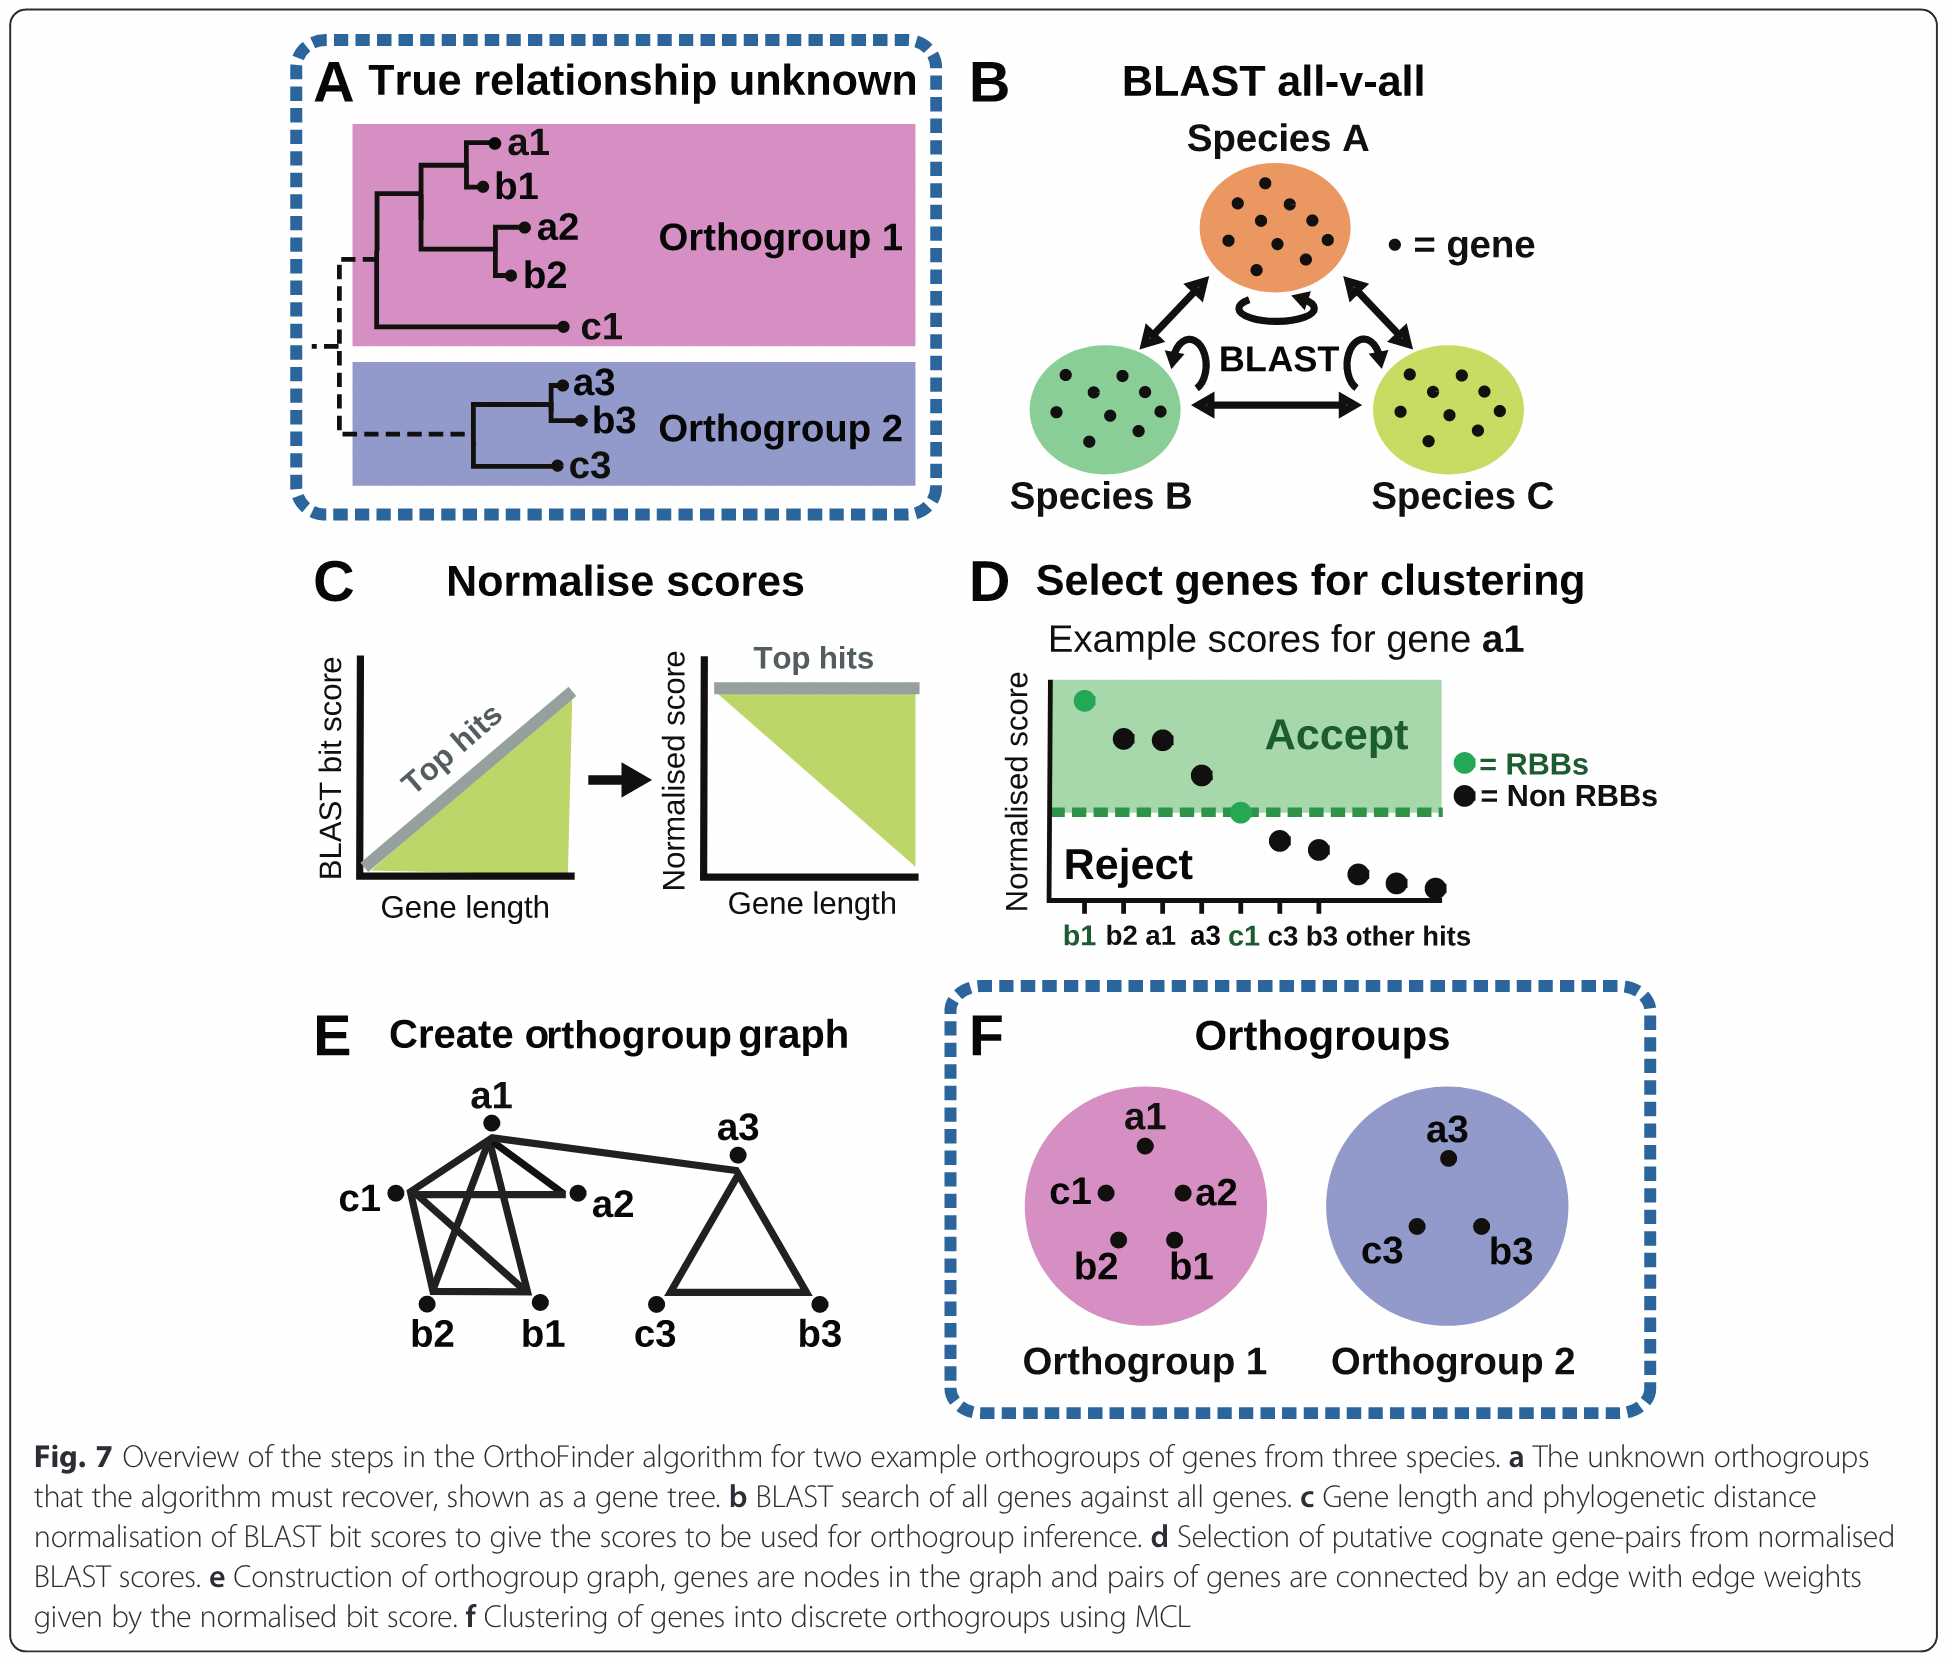 A True relationship unknown
a1
b1
a2
b2
c1
Orthogroup 1
a3
b3
c3
Orthogroup 2
B BLAST all-v-all
Species A
= gene
BLAST
Species B
Species C
C Normalise scores
BLAST bit score
Top hits
Gene length
Normalised score
Top hits
Gene length
D Select genes for clustering
Example scores for gene a1
Normalised score
Accept
Reject
= RBBs
= Non RBBs
b1 b2 a1 a3 c1 c3 b3 other hits
E Create orthogroup graph
a1
c1
a2
b2
b1
a3
c3
b3
F Orthogroups
a1
c1
a2
b2
b1
Orthogroup 1
a3
c3
b3
Orthogroup 2
Fig. 7 Overview of the steps in the OrthoFinder algorithm for two example orthogroups of genes from three species. a The unknown orthogroups
that the algorithm must recover, shown as a gene tree. b BLAST search of all genes against all genes. c Gene length and phylogenetic distance
normalisation of BLAST bit scores to give the scores to be used for orthogroup inference. d Selection of putative cognate gene-pairs from normalised
BLAST scores. e Construction of orthogroup graph, genes are nodes in the graph and pairs of genes are connected by an edge with edge weights
given by the normalised bit score. f Clustering of genes into discrete orthogroups using MCL